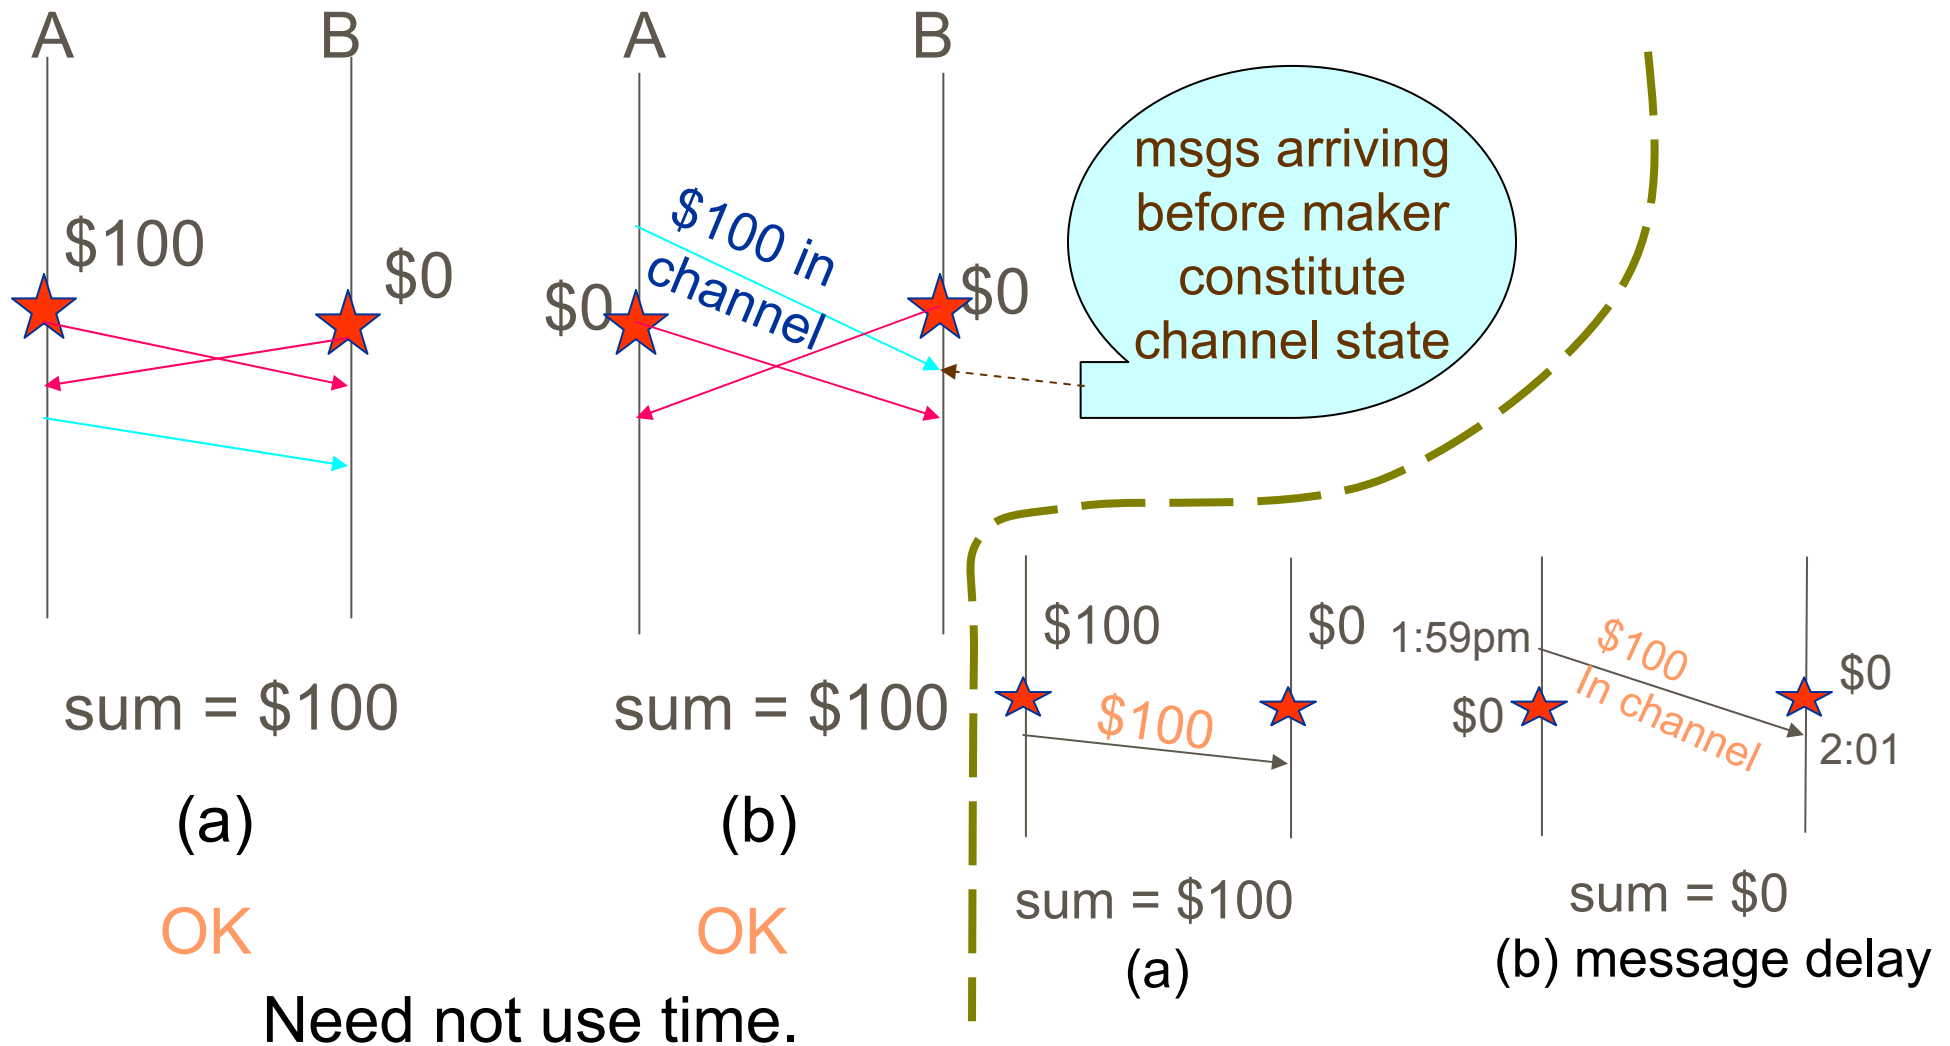 A
B
$100
$0
sum = $100
(a)
OK
A
B
$100 in
channel
$0
$0
sum = $100
(b)
OK
Need not use time.
msgs arriving
before maker
constitute
channel state
$100
$0
$100
sum = $100
(a)
1:59pm
$100
In channel
$0
$0
2:01
sum = $0
(b) message delay